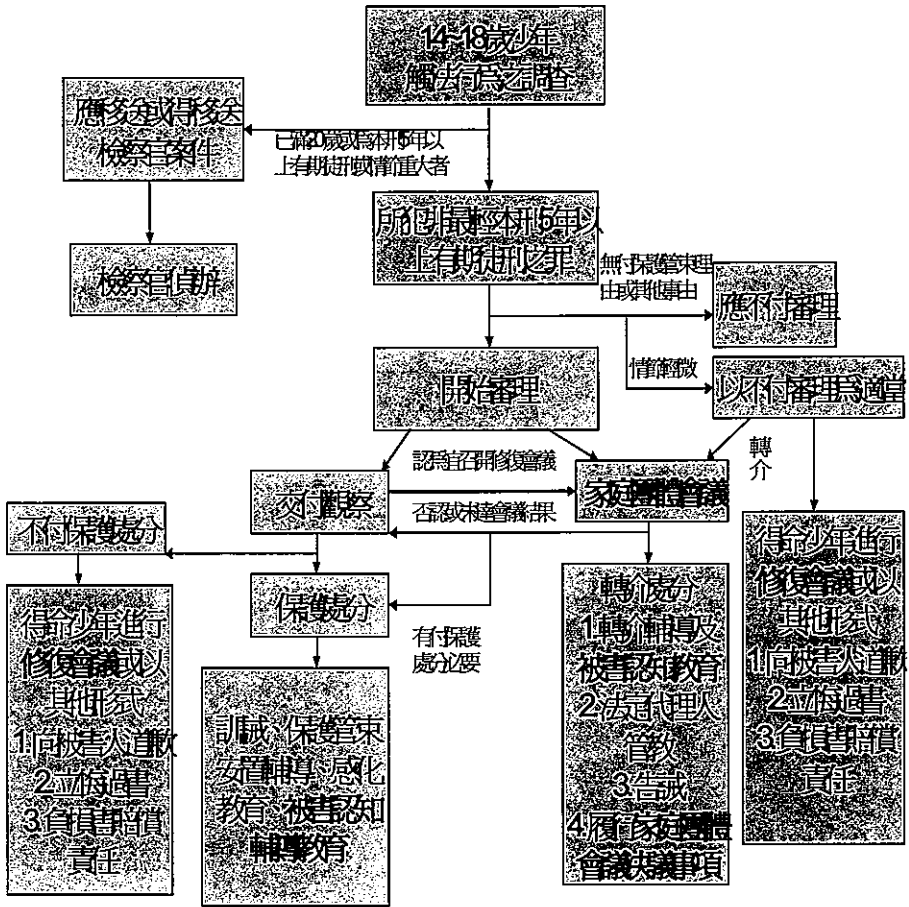 14~18歲少年
觸法行為之調查
應移送或得移送
檢察官案件
已滿20歲或為本刑5年以
上有期徒刑或情節重大者
檢察官偵辦
所犯非最輕本刑5年以
上有期徒刑之罪
無付保護管束理
由或其他事由
應不付審理
情節輕微
以不付審理為適當
開始審理
轉
介
認為宜召開修復會議
交付觀察
家庭團體會議
否認或未達會議結果
不付保護處分
保護處分
有付保護
處分必要
得命少年進行
修復會議或以
其他形式
1.向被害人道歉
2.立悔過書
3.負損害賠償
責任
訓誡、保護管束
安置輔導、感化
教育、被害認知
輔導教育
轉介處分
1.轉介輔導及
被害認知教育
2.法定代理人
管教
3.告誡
4.履行家庭團體
會議決議事項
得命少年進行
修復會議或以
其他形式
1.向被害人道歉
2.立悔過書
3.負損害賠償
責任